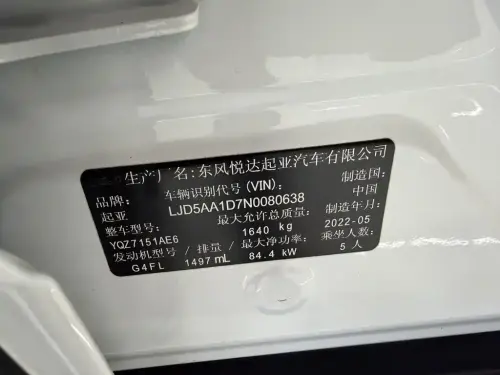 生产厂名:东风悦达起亚汽车有限公司
品牌: 车辆识别代号(VIN): 制造国:
起亚 LJD5AA1D7N0080638 中国
整车型号: 最大允许总质量: 制造年月:
YQZ7151AE6 1640 kg 2022-05
发动机型号/排量/最大净功率: 乘坐人数:
G4FL 1497 mL 84.4 kW 5 人